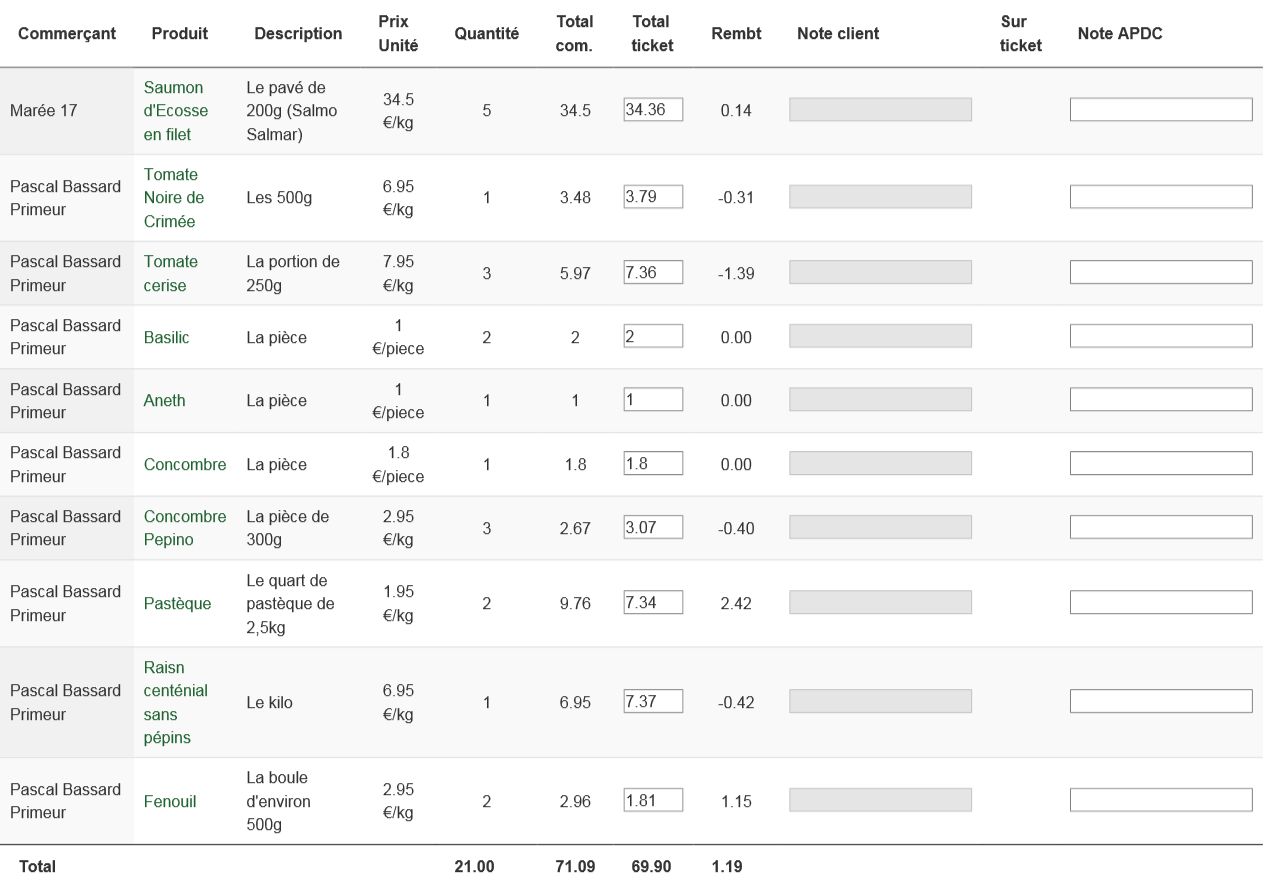 Commerçant Produit Description Prix Unité Quantité Total com. Total ticket Rembt Note client Sur ticket Note APDC
Marée 17 Saumon d'Ecosse en filet Le pavé de 200g (Salmo Salmar) 34.5 €/kg 5 34.5 34.36 0.14
Pascal Bassard Primeur Tomate Noire de Crimée Les 500g 6.95 €/kg 1 3.48 3.79 -0.31
Pascal Bassard Primeur Tomate cerise La portion de 250g 7.95 €/kg 3 5.97 7.36 -1.39
Pascal Bassard Primeur Basilic La pièce 1 €/piece 2 2 2 0.00
Pascal Bassard Primeur Aneth La pièce 1 €/piece 1 1 1 0.00
Pascal Bassard Primeur Concombre La pièce 1.8 €/piece 1 1.8 1.8 0.00
Pascal Bassard Primeur Concombre Pepino La pièce de 300g 2.95 €/kg 3 2.67 3.07 -0.40
Pascal Bassard Primeur Pastèque Le quart de pastèque de 2,5kg 1.95 €/kg 2 9.76 7.34 2.42
Pascal Bassard Primeur Raisn centénial sans pépins Le kilo 6.95 €/kg 1 6.95 7.37 -0.42
Pascal Bassard Primeur Fenouil La boule d'environ 500g 2.95 €/kg 2 2.96 1.81 1.15
Total 21.00 71.09 69.90 1.19